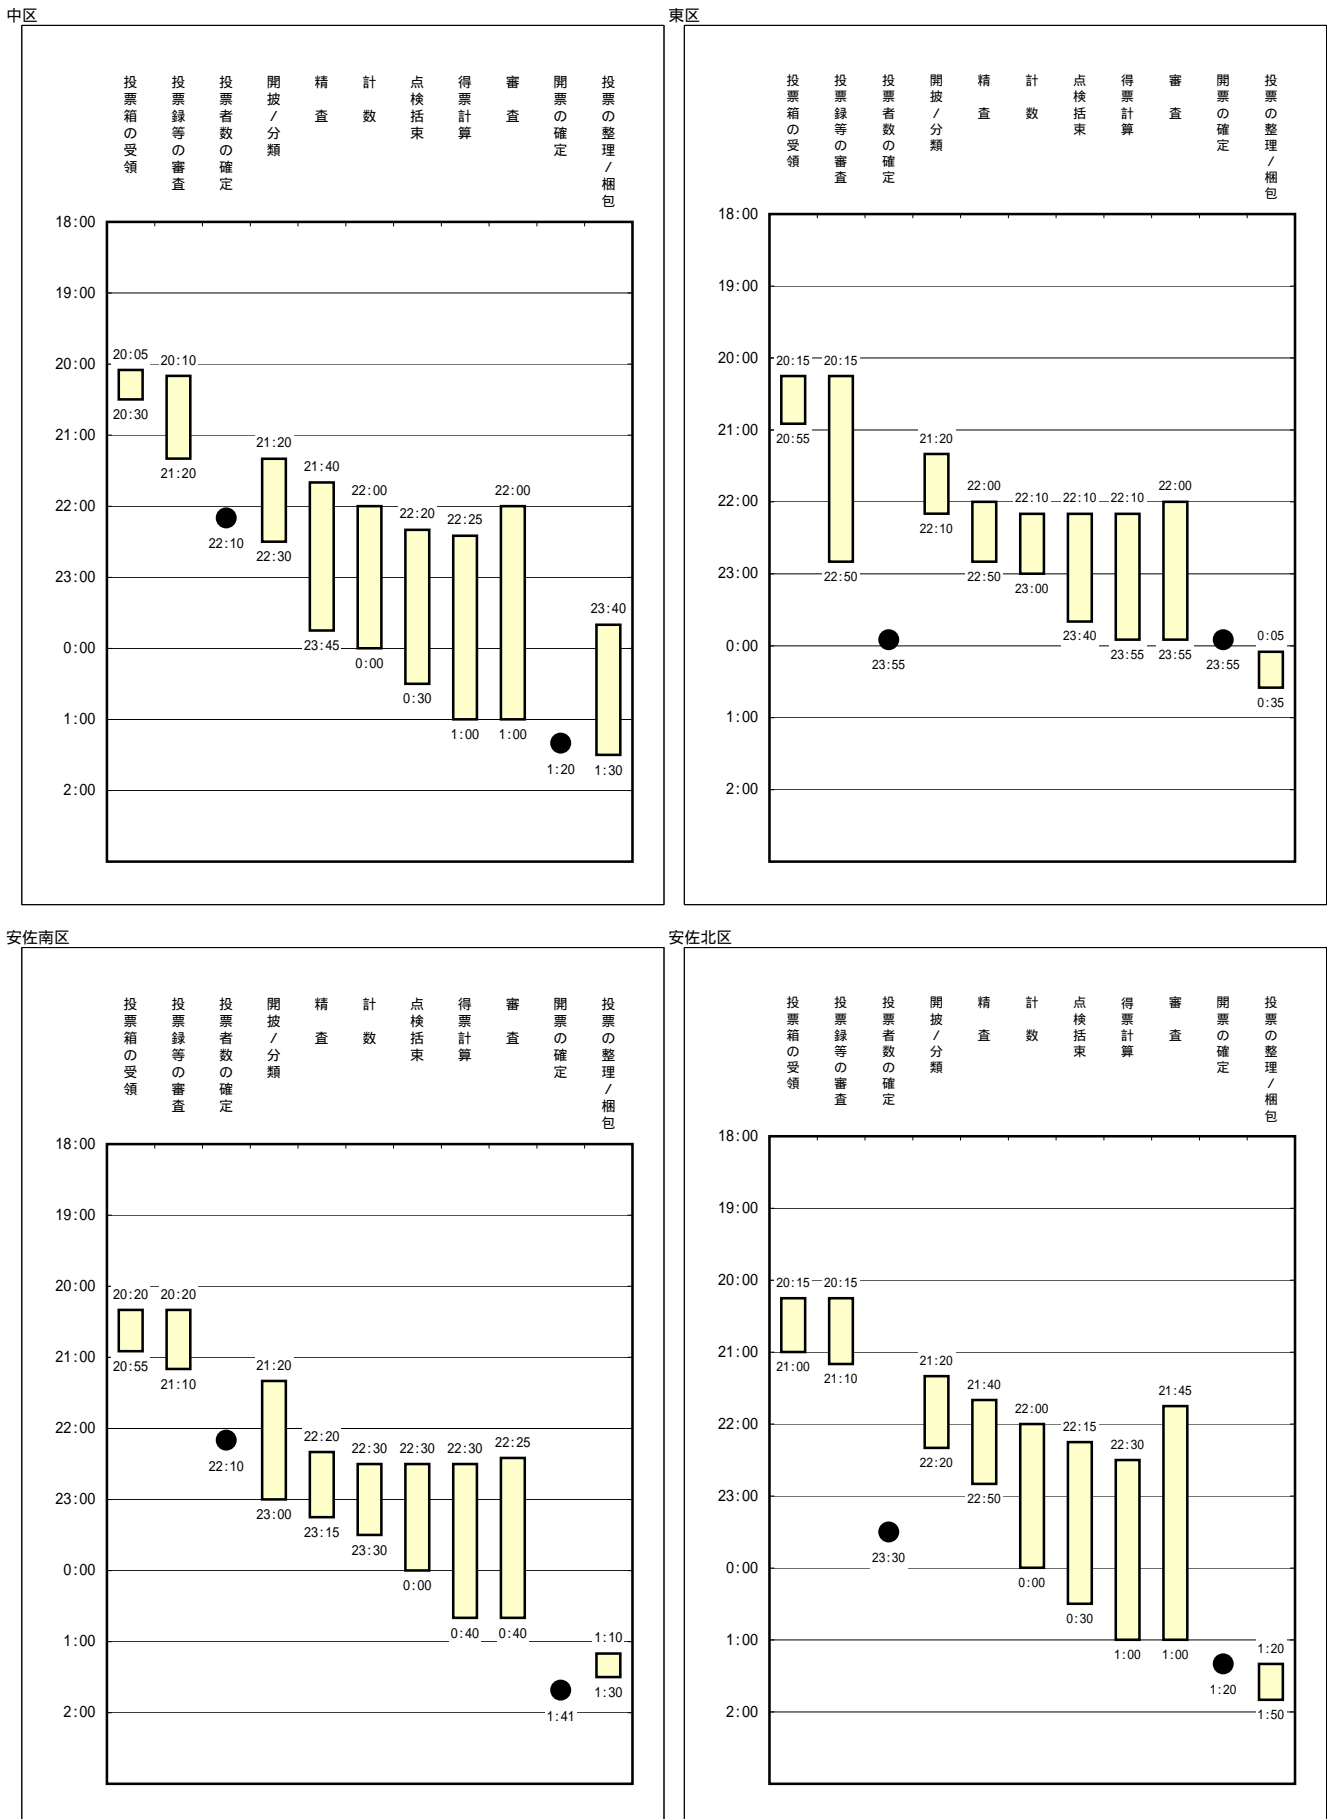 中区
投票箱の受領
投票録等の審査
投票者数の確定
開披/分類
精査
計数
点検括束
得票計算
審査
開票の確定
投票の整理/梱包
18:00
19:00
20:00
21:00
22:00
23:00
0:00
1:00
2:00
20:05
20:30
20:10
21:20
22:10
21:20
22:30
21:40
23:45
22:00
0:00
22:20
0:30
22:25
1:00
22:00
1:00
1:20
23:40
1:30
東区
投票箱の受領
投票録等の審査
投票者数の確定
開披/分類
精査
計数
点検括束
得票計算
審査
開票の確定
投票の整理/梱包
18:00
19:00
20:00
21:00
22:00
23:00
0:00
1:00
2:00
20:15
20:55
20:15
22:50
23:55
21:20
22:10
22:00
22:50
22:10
23:00
22:10
23:40
22:10
23:55
22:00
23:55
23:55
0:05
0:35
安佐南区
投票箱の受領
投票録等の審査
投票者数の確定
開披/分類
精査
計数
点検括束
得票計算
審査
開票の確定
投票の整理/梱包
18:00
19:00
20:00
21:00
22:00
23:00
0:00
1:00
2:00
20:20
20:55
20:20
21:10
22:10
21:20
23:00
22:20
23:15
22:30
23:30
22:30
0:00
22:30
0:40
22:25
0:40
1:41
1:10
1:30
安佐北区
投票箱の受領
投票録等の審査
投票者数の確定
開披/分類
精査
計数
点検括束
得票計算
審査
開票の確定
投票の整理/梱包
18:00
19:00
20:00
21:00
22:00
23:00
0:00
1:00
2:00
20:15
21:00
20:15
21:10
23:30
21:20
22:20
21:40
22:50
22:00
0:00
22:15
0:30
22:30
1:00
21:45
1:00
1:20
1:20
1:50